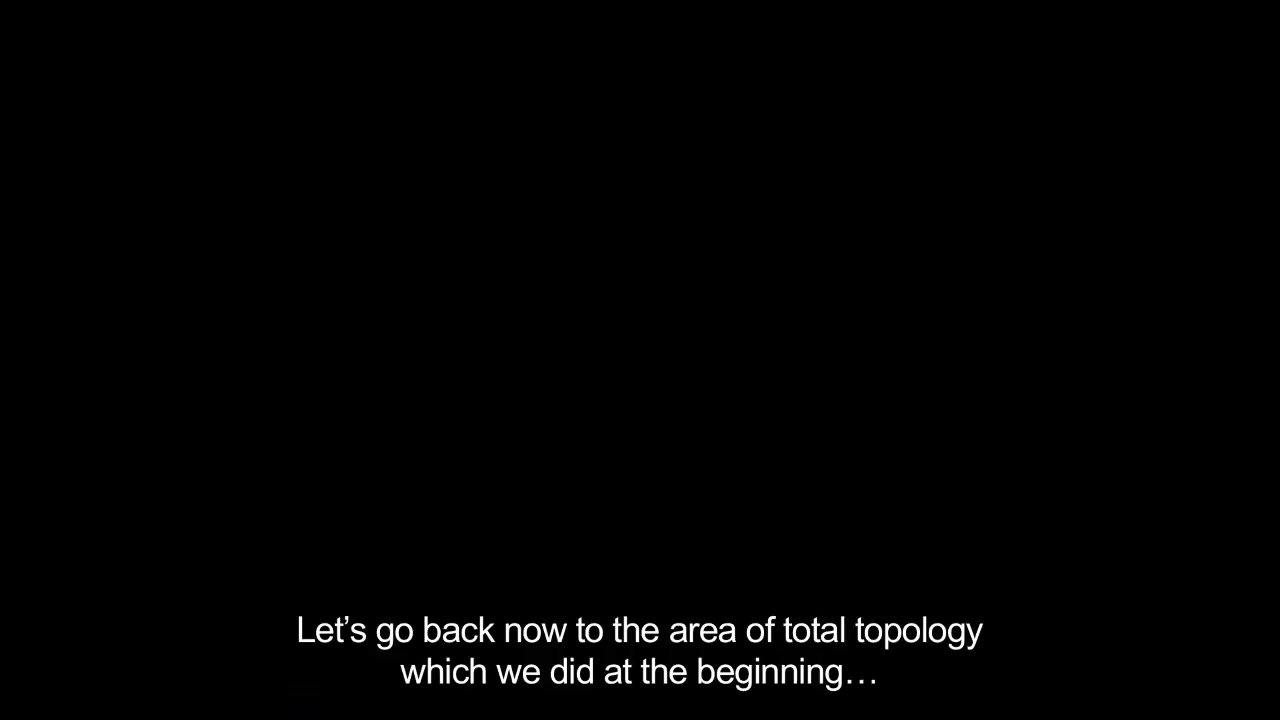 Let’s go back now to the area of total topology
which we did at the beginning…